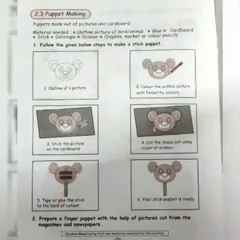 2.3 Puppet Making
Puppets made out of pictures and cardboard
Material needed : • Outline picture of bird/animal • Glue • Cardboard
• Stick • Cellotape • Scissor • Crayons, marker or colour pencils
1. Follow the given below steps to make a stick puppet.
1. Outline of a picture
2. Colour the outline picture
with favourite colours.
3. Stick the picture
on the cardboard
4. Cut the shape out using
a pair of scissor.
5. Tape or glue the stick
to the back of cutout.
6. Your stick puppet is ready.
2. Prepare a finger puppet with the help of pictures cut from the
magazines and newspapers.